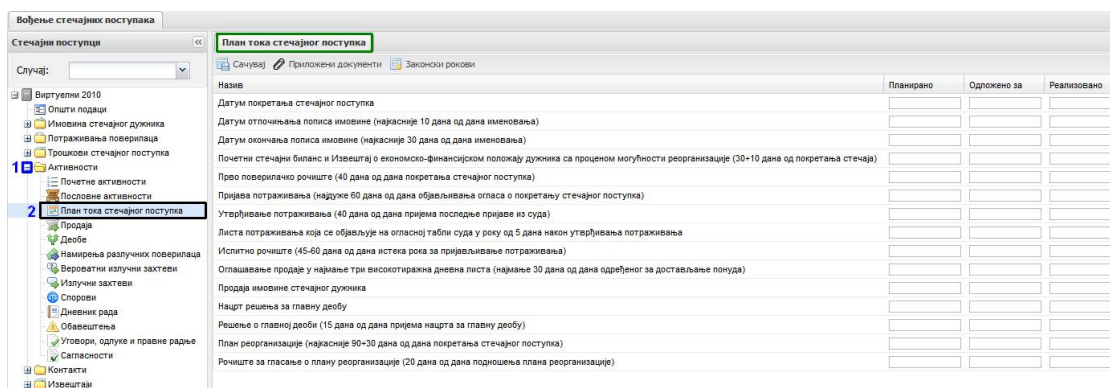 Вођење стечајних поступака
Стечајни поступци
Случај:
Виртуелни 2010
Општи подаци
Имовина стечајног дужника
Потраживања поверилаца
Трошкови стечајног поступка
1 Активности
Почетне активности
Пословне активности
2 План тока стечајног поступка
Продаја
Деобе
Намирења разлучних поверилаца
Вероватни излучни захтеви
Излучни захтеви
Спорови
Дневник рада
Обавештења
Уговори, одлуке и правне радње
Сагласности
Контакти
Извештаји
План тока стечајног поступка
Сачувај Приложени документи Законски рокови
Назив Планирано Одложено за Реализовано
Датум покретања стечајног поступка
Датум отпочињања пописа имовине (најкасније 10 дана од дана именовања)
Датум окончања пописа имовине (најкасније 30 дана од дана именовања)
Почетни стечајни биланс и Извештај о економско-финансијском положају дужника са проценом могућности реорганизације (30+10 дана од покретања стечаја)
Прво поверилачко рочиште (40 дана од дана покретања стечајног поступка)
Пријава потраживања (најдуже 60 дана од дана објављивања огласа о покретању стечајног поступка)
Утврђивање потраживања (40 дана од дана пријема последње пријаве из суда)
Листа потраживања која се објављује на огласној табли суда у року од 5 дана након утврђивања потраживања
Испитно рочиште (45-60 дана од дана истека рока за пријављивање потраживања)
Оглашавање продаје у најмање три високотиражна дневна листа (најмање 30 дана од дана одређеног за достављање понуда)
Продаја имовине стечајног дужника
Нацрт решења за главну деобу
Решење о главној деоби (15 дана од дана пријема нацрта за главну деобу)
План реорганизације (најкасније 90+30 дана од дана покретања стечајног поступка)
Рочиште за гласање о плану реорганизације (20 дана од дана подношења плана реорганизације)